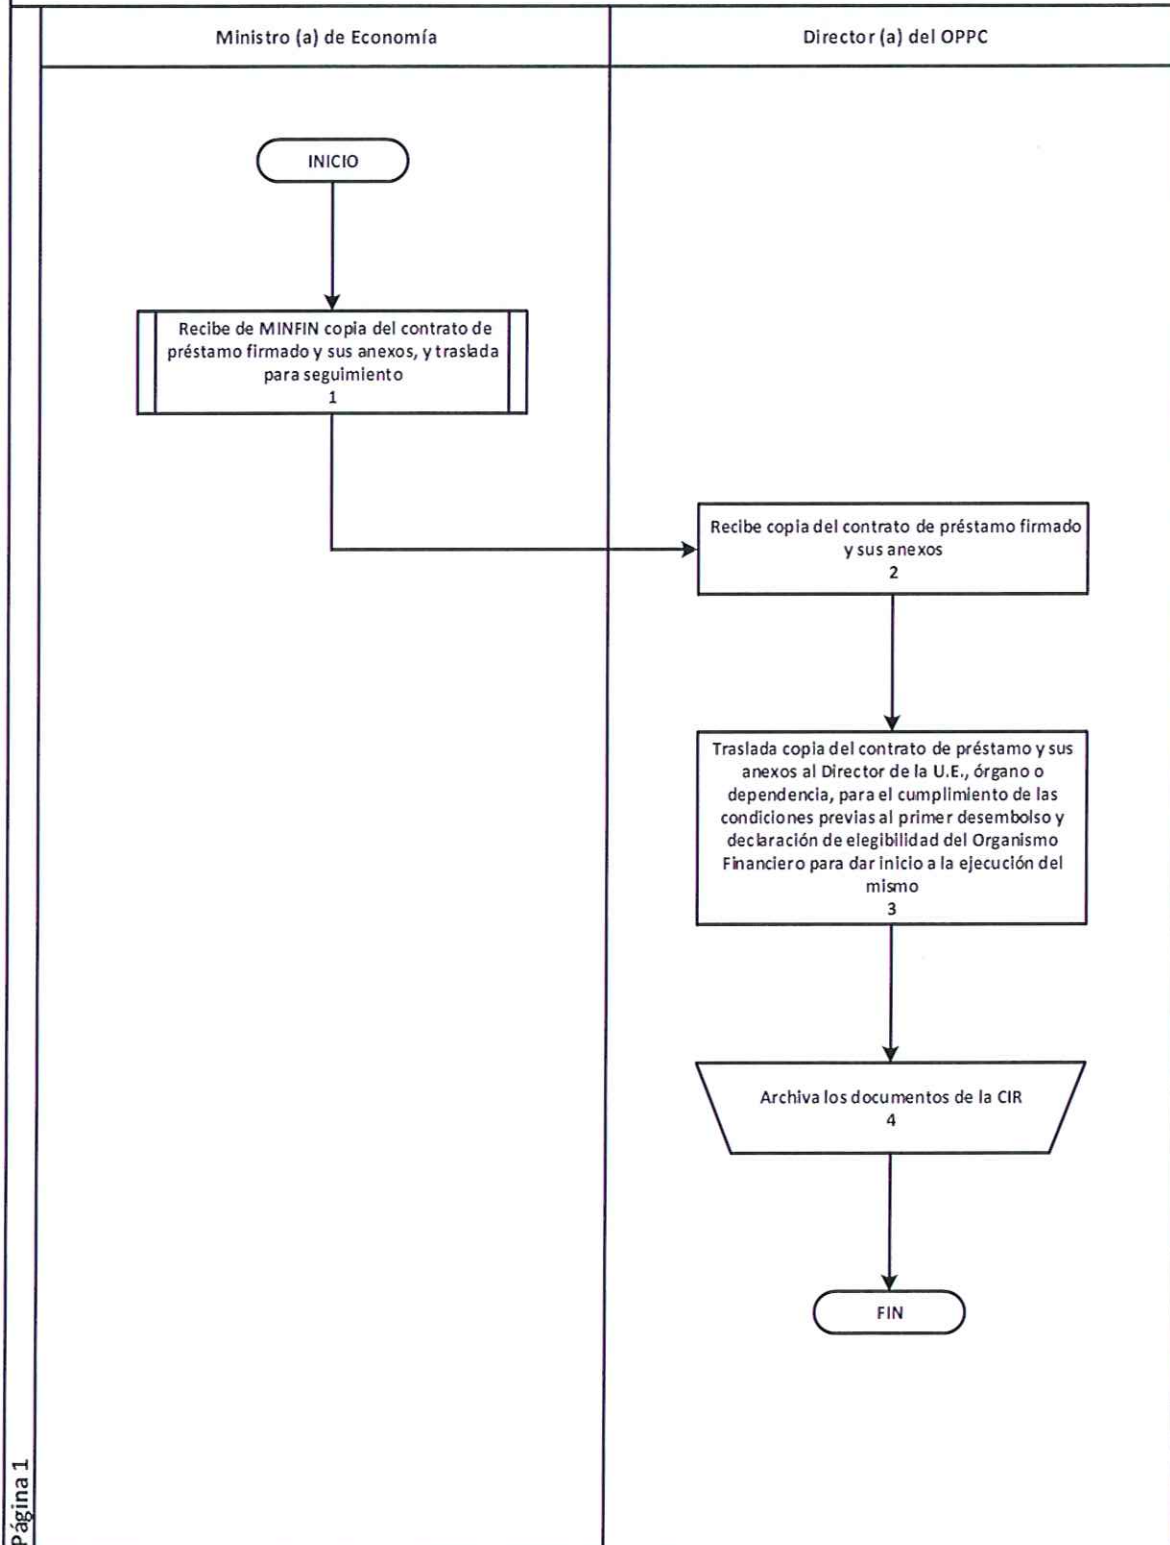 Ministro (a) de Economía
Director (a) del OPPC
INICIO
Recibe de MINFIN copia del contrato de
préstamo firmado y sus anexos, y traslada
para seguimiento
1
Recibe copia del contrato de préstamo firmado
y sus anexos
2
Traslada copia del contrato de préstamo y sus
anexos al Director de la U.E., órgano o
dependencia, para el cumplimiento de las
condiciones previas al primer desembolso y
declaración de elegibilidad del Organismo
Financiero para dar inicio a la ejecución del
mismo
3
Archiva los documentos de la CIR
4
FIN
Página 1